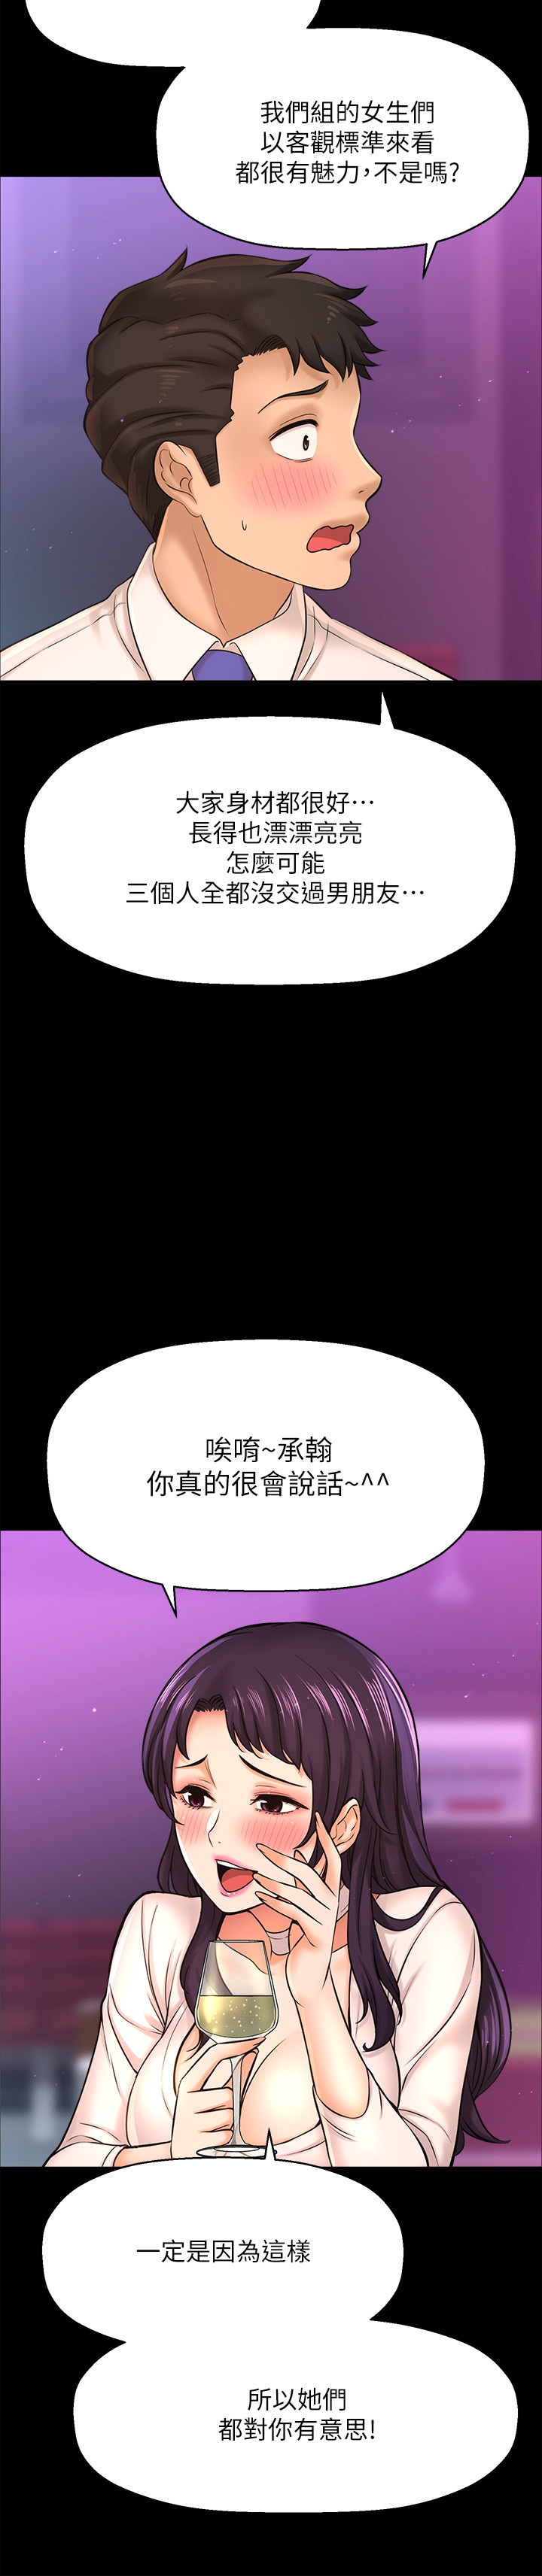 我們組的女生們
以客觀標準來看
都很有魅力，不是嗎?
大家身材都很好⋯
長得也漂漂亮亮
怎麼可能
三個人全都沒交過男朋友⋯
唉唷~承翰
你真的很會說話~^^
一定是因為這樣
所以她們
都對你有意思!